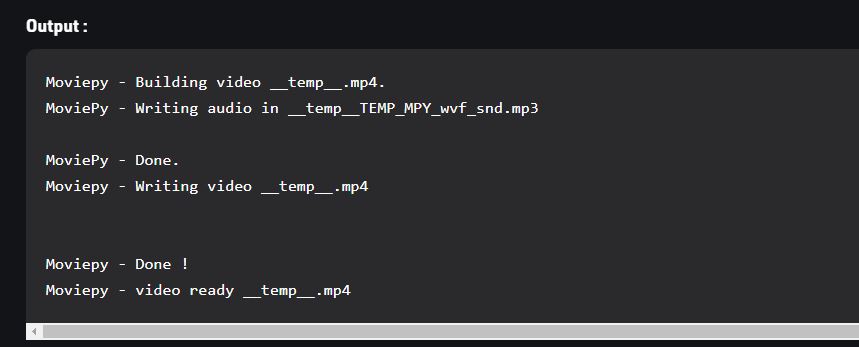 Output :
Moviepy - Building video __temp__.mp4.
MoviePy - Writing audio in __temp__TEMP_MPY_wvf_snd.mp3
MoviePy - Done.
Moviepy - Writing video __temp__.mp4
Moviepy - Done !
Moviepy - video ready __temp__.mp4